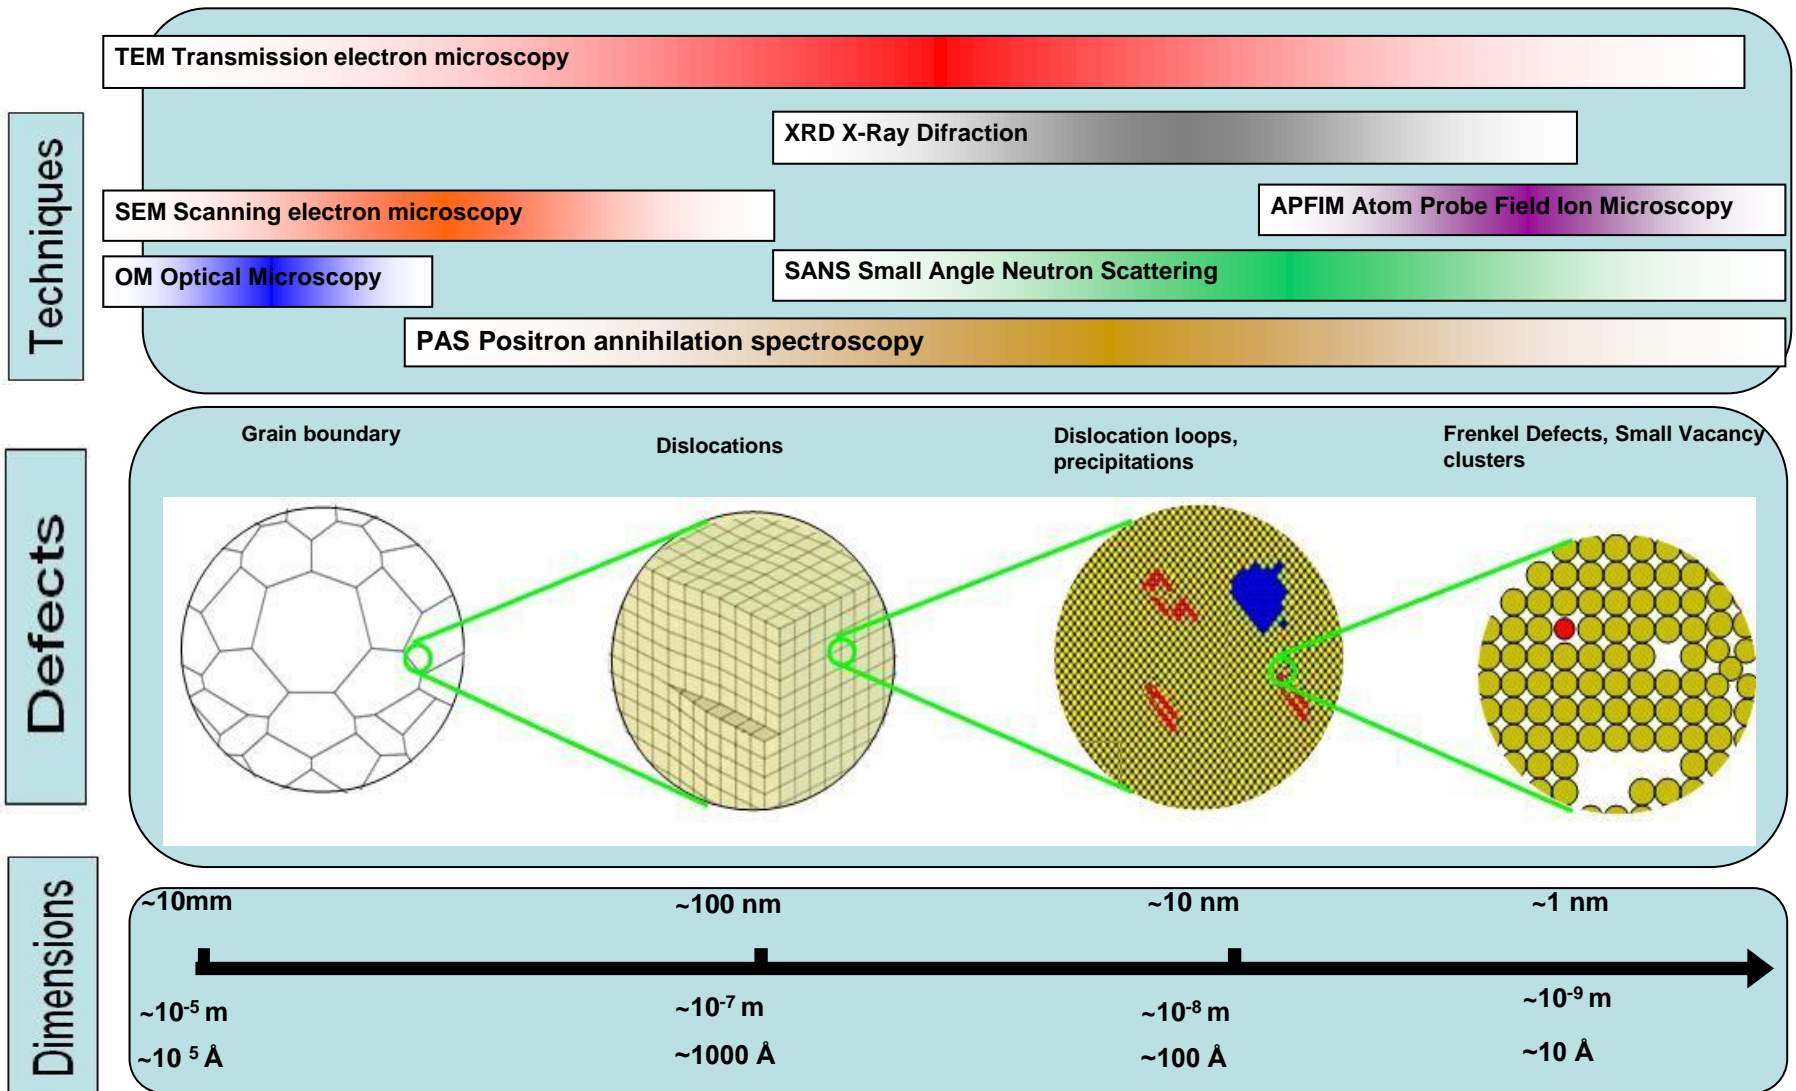 TEM Transmission electron microscopy
XRD X-Ray Difraction
SEM Scanning electron microscopy
APFIM Atom Probe Field Ion Microscopy
OM Optical Microscopy
SANS Small Angle Neutron Scattering
PAS Positron annihilation spectroscopy
Techniques
Grain boundary
Dislocations
Dislocation loops,
precipitations
Frenkel Defects, Small Vacancy
clusters
Defects
~10mm
~100 nm
~10 nm
~1 nm
~10⁻⁵ m
~10⁻⁷ m
~10⁻⁸ m
~10⁻⁹ m
~10 ⁵ Å
~1000 Å
~100 Å
~10 Å
Dimensions